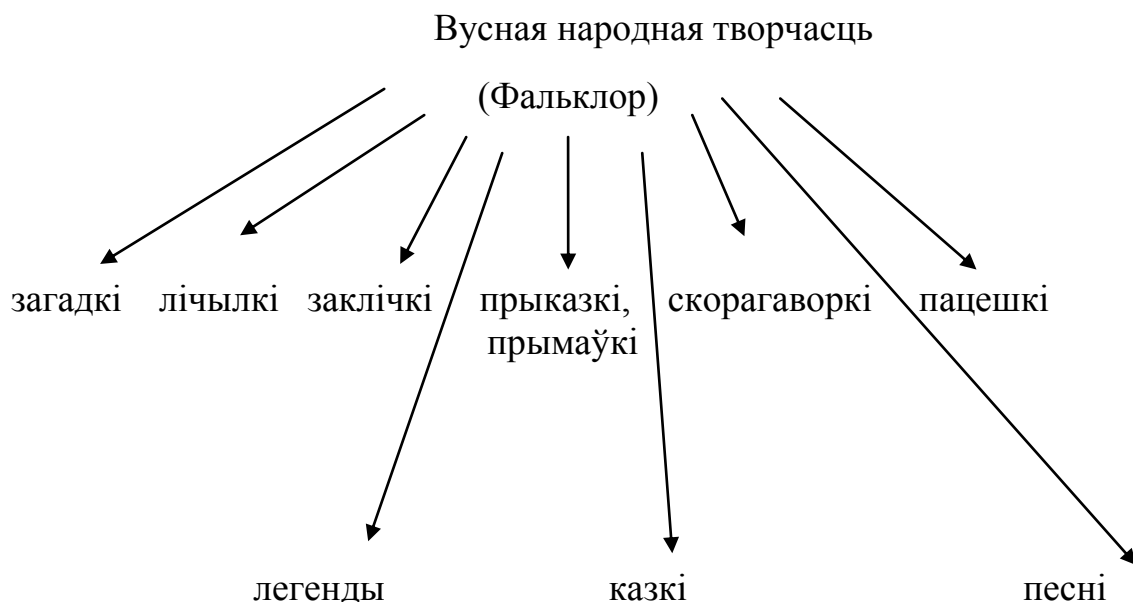 Вусная народная творчасць
(Фальклор)
загадкі лічылкі заклічкі прыказкі, скорагаворкі пацешкі
прымаўкі
легенды казкі песні